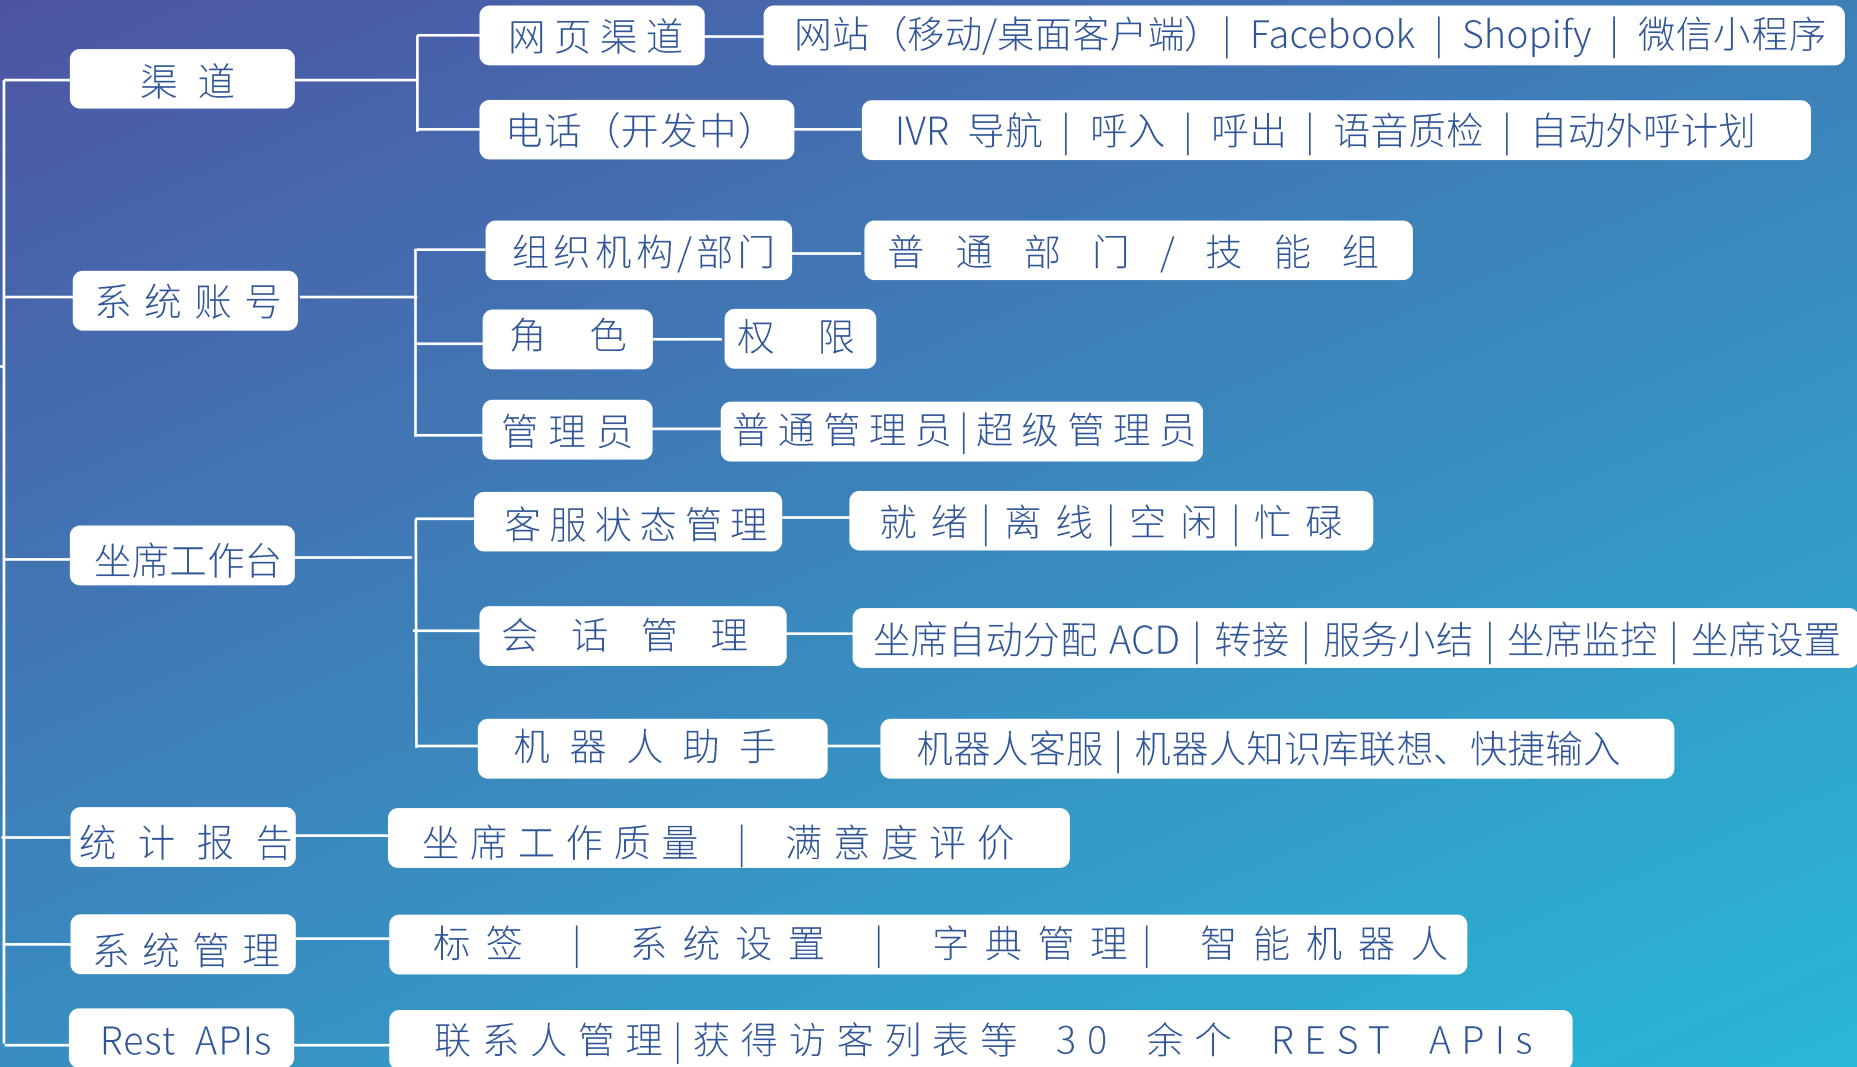 渠道
网页渠道
网站（移动/桌面客户端）| Facebook | Shopify | 微信小程序
电话（开发中）
IVR 导航 | 呼入 | 呼出 | 语音质检 | 自动外呼计划
系统账号
组织机构/部门
普通部门/技能组
角色
权限
管理员
普通管理员|超级管理员
坐席工作台
客服状态管理
就绪|离线|空闲|忙碌
会话管理
坐席自动分配 ACD | 转接 | 服务小结 | 坐席监控 | 坐席设置
机器人助手
机器人客服 | 机器人知识库联想、快捷输入
统计报告
坐席工作质量 | 满意度评价
系统管理
标签 | 系统设置 | 字典管理| 智能机器人
Rest APIs
联系人管理|获得访客列表等 30 余个 REST APIs